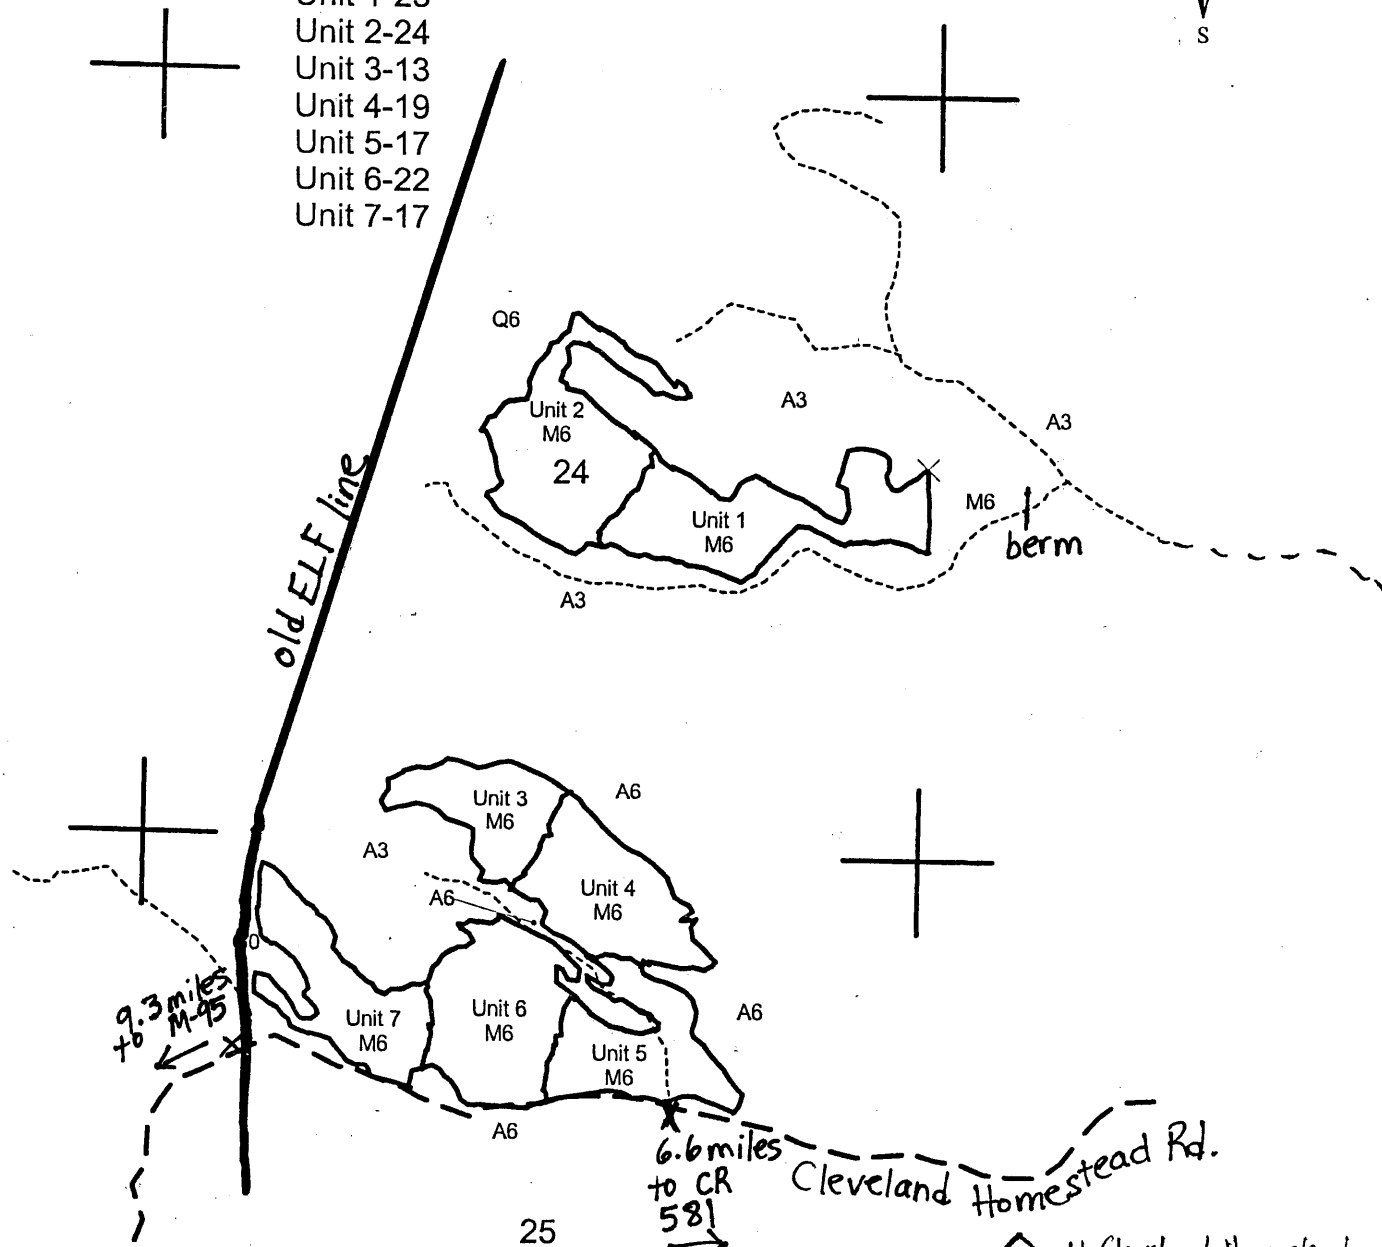 Unit 1-23
Unit 2-24
S
Unit 3-13
Unit 4-19
Unit 5-17
Unit 6-22
Unit 7-17
Q6
A3
Unit 2
M6
A3
24
old ELF line
M6
Unit 1
M6
berm
A3
Unit 3
M6
A6
A3
Unit 4
M6
A6
0
9.3 miles
to M-95
Unit 7
M6
Unit 6
M6
A6
Unit 5
M6
A6
6.6 miles
to CR
581
Cleveland Homestead Rd.
25